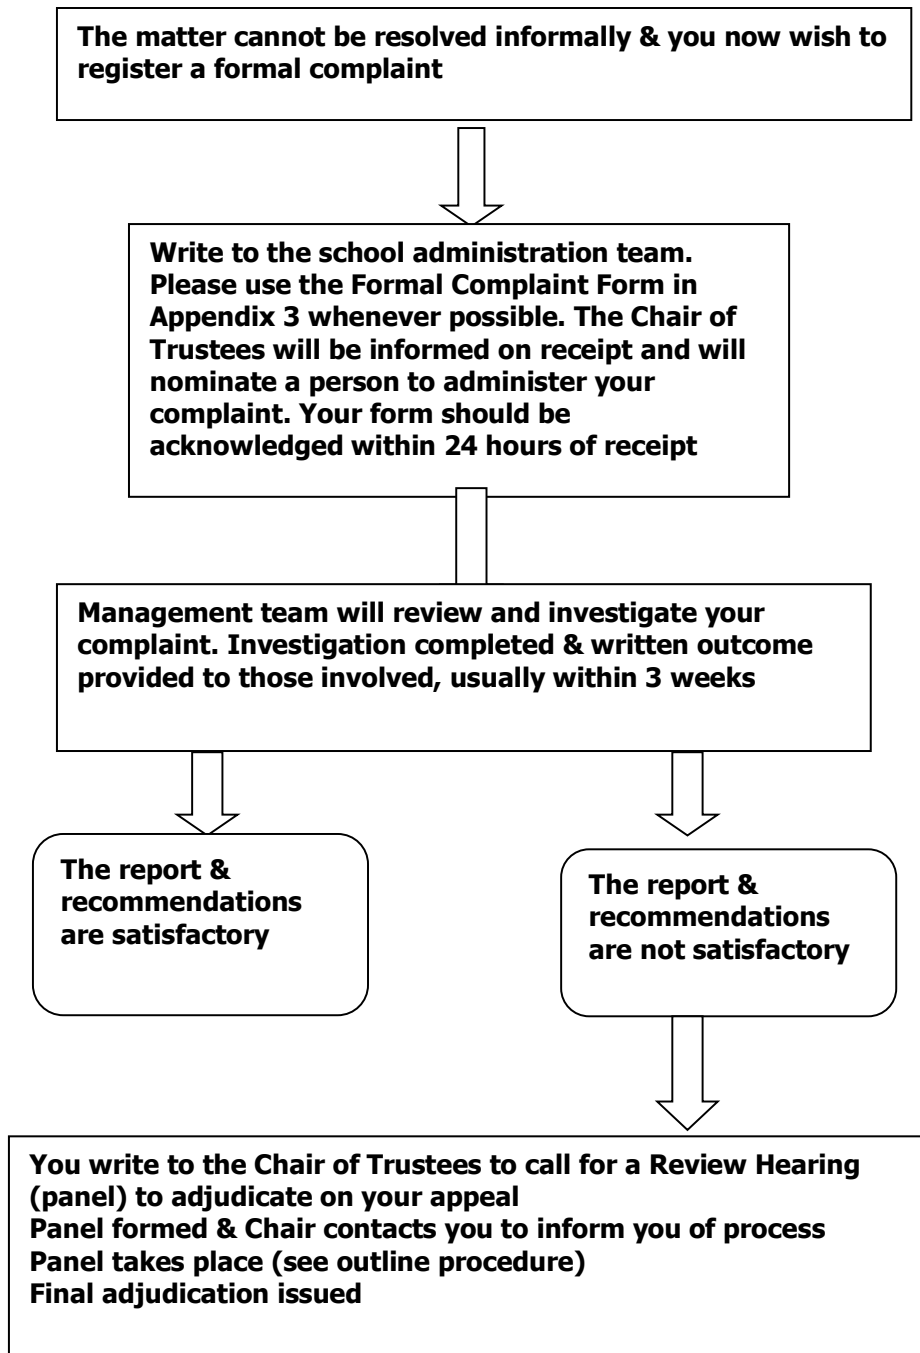 The matter cannot be resolved informally & you now wish to
register a formal complaint
Write to the school administration team.
Please use the Formal Complaint Form in
Appendix 3 whenever possible. The Chair of
Trustees will be informed on receipt and will
nominate a person to administer your
complaint. Your form should be
acknowledged within 24 hours of receipt
Management team will review and investigate your
complaint. Investigation completed & written outcome
provided to those involved, usually within 3 weeks
The report &
recommendations
are satisfactory
The report &
recommendations
are not satisfactory
You write to the Chair of Trustees to call for a Review Hearing
(panel) to adjudicate on your appeal
Panel formed & Chair contacts you to inform you of process
Panel takes place (see outline procedure)
Final adjudication issued